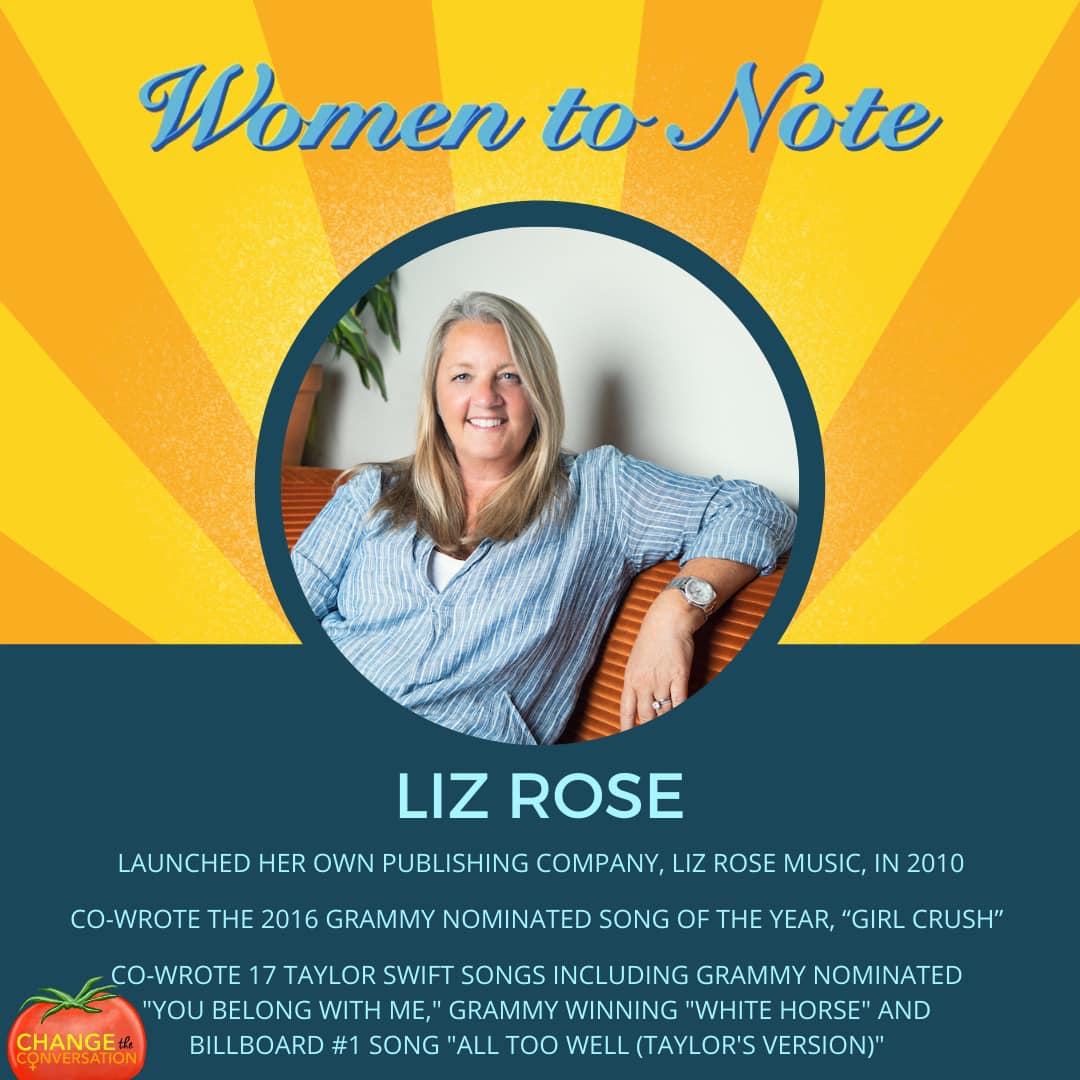 Women to Note
LIZ ROSE
LAUNCHED HER OWN PUBLISHING COMPANY, LIZ ROSE MUSIC, IN 2010
CO-WROTE THE 2016 GRAMMY NOMINATED SONG OF THE YEAR, “GIRL CRUSH”
CO-WROTE 17 TAYLOR SWIFT SONGS INCLUDING GRAMMY NOMINATED
"YOU BELONG WITH ME," GRAMMY WINNING "WHITE HORSE" AND
BILLBOARD #1 SONG "ALL TOO WELL (TAYLOR'S VERSION)"
CHANGE the
CONVERSATION